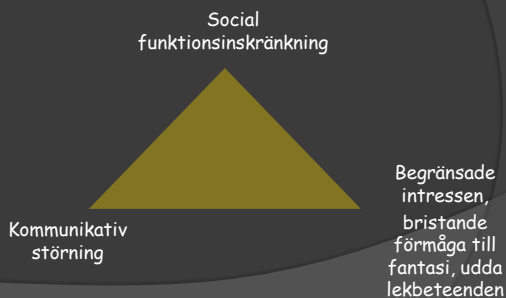 Social
funktionsinskränkning
Begränsade
intressen,
bristande
förmåga till
fantasi, udda
lekbeteenden
Kommunikativ
störning